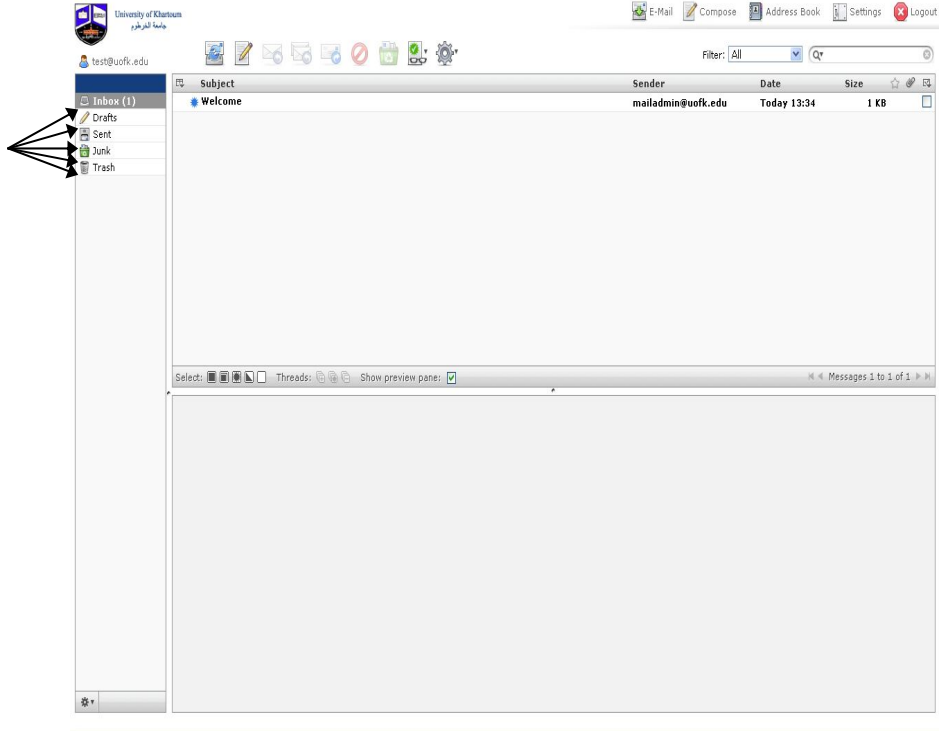 University of Khartoum
جامعة الخرطوم
E-Mail Compose Address Book Settings Logout
test@uofk.edu
Filter: All
Subject Sender Date Size
Inbox (1)
Welcome mailadmin@uofk.edu Today 13:34 1 KB
Drafts
Sent
Junk
Trash
Select: Threads: Show preview pane: Messages 1 to 1 of 1